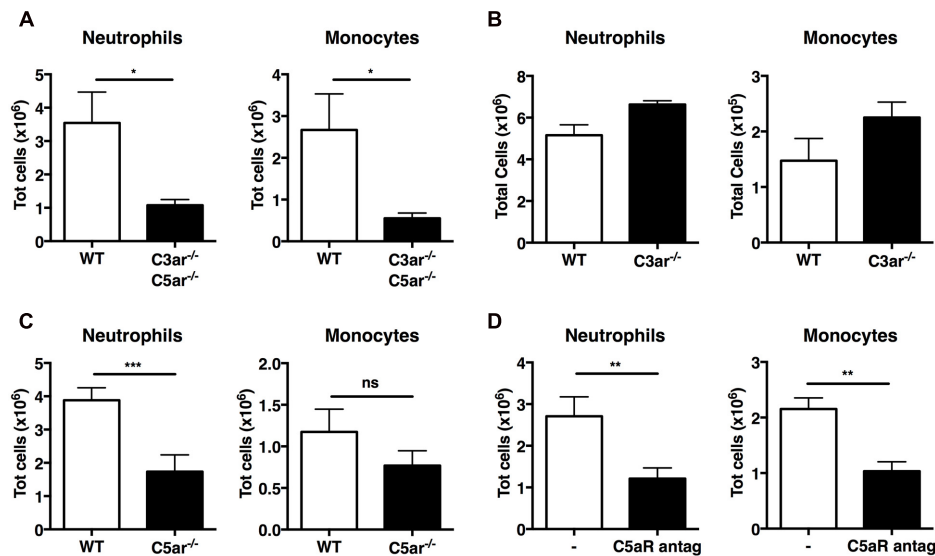 A
Neutrophils
Tot cells (x10⁶)
5
4
3
2
1
0
*
WT
C3ar⁻/⁻
C5ar⁻/⁻
Monocytes
Tot cells (x10⁶)
4
3
2
1
0
*
WT
C3ar⁻/⁻
C5ar⁻/⁻
B
Neutrophils
Total Cells (x10⁶)
8
6
4
2
0
WT
C3ar⁻/⁻
Monocytes
Total Cells (x10⁵)
3
2
1
0
WT
C3ar⁻/⁻
C
Neutrophils
Tot cells (x10⁶)
5
4
3
2
1
0
***
WT
C5ar⁻/⁻
Monocytes
Tot cells (x10⁶)
2.0
1.5
1.0
0.5
0.0
ns
WT
C5ar⁻/⁻
D
Neutrophils
Tot cells (x10⁶)
4
3
2
1
0
**
-
C5aR antag
Monocytes
Tot cells (x10⁶)
3
2
1
0
**
-
C5aR antag